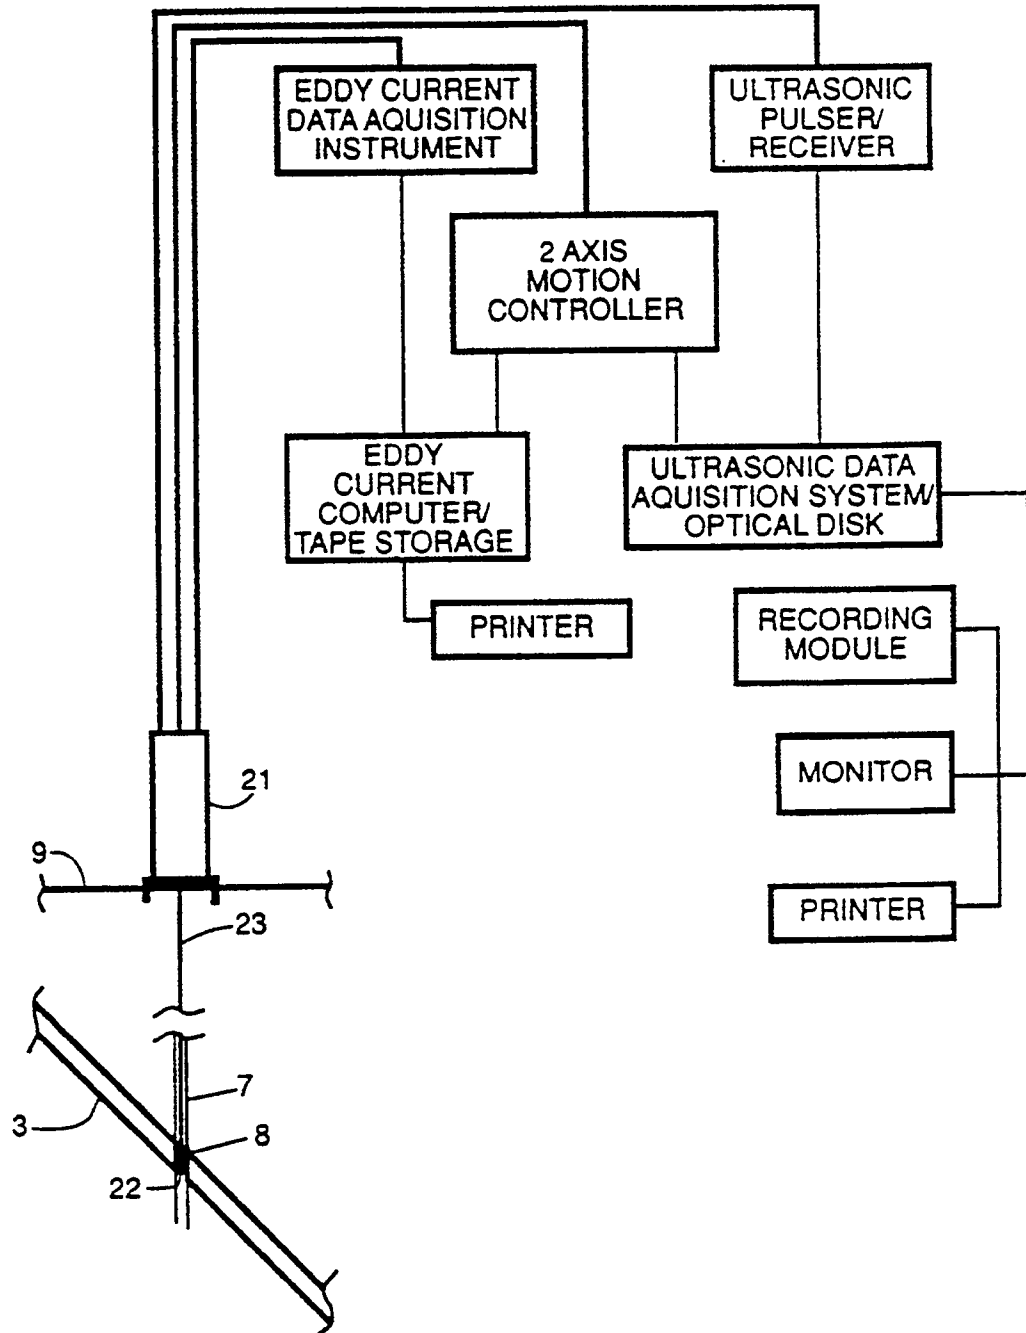 EDDY CURRENT
DATA AQUISITION
INSTRUMENT
ULTRASONIC
PULSER/
RECEIVER
2 AXIS
MOTION
CONTROLLER
EDDY
CURRENT
COMPUTER/
TAPE STORAGE
ULTRASONIC DATA
AQUISITION SYSTEM/
OPTICAL DISK
PRINTER
RECORDING
MODULE
MONITOR
PRINTER
21
9
23
7
3
8
22